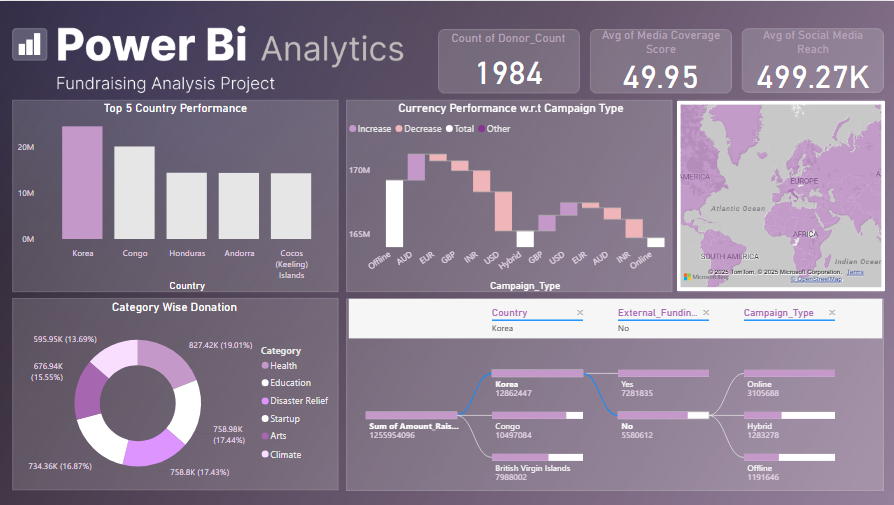 Power Bi Analytics
Fundraising Analysis Project
Count of Donor_Count
1984
Avg of Media Coverage
Score
49.95
Avg of Social Media
Reach
499.27K
Top 5 Country Performance
20M
10M
0M
Korea
Congo
Honduras
Andorra
Cocos
(Keeling)
Islands
Country
Currency Performance w.r.t Campaign Type
Increase
Decrease
Total
Other
170M
165M
Offline
AUD
EUR
GBP
INR
USD
Hybrid
GBP
USD
EUR
AUD
INR
Online
Campaign_Type
AMERICA
EUROPE
A
Atlantic Ocean
AFRICA
SOUTH AMERICA
Indian Ocean
Microsoft
© 2025 TomTom, © 2025 Microsoft Corporation, Terms
© OpenStreetMap
Category Wise Donation
595.95K (13.69%)
827.42K (19.01%)
676.94K
(15.55%)
758.98K
(17.44%)
734.36K (16.87%)
758.8K (17.43%)
Category
Health
Education
Disaster Relief
Startup
Arts
Climate
Country
Korea
External_Fundin...
No
Campaign_Type
Sum of Amount_Rais...
1255954096
Korea
12862447
Congo
10497084
British Virgin Islands
7988002
Yes
7281835
No
5580612
Online
3105688
Hybrid
1283278
Offline
1191646